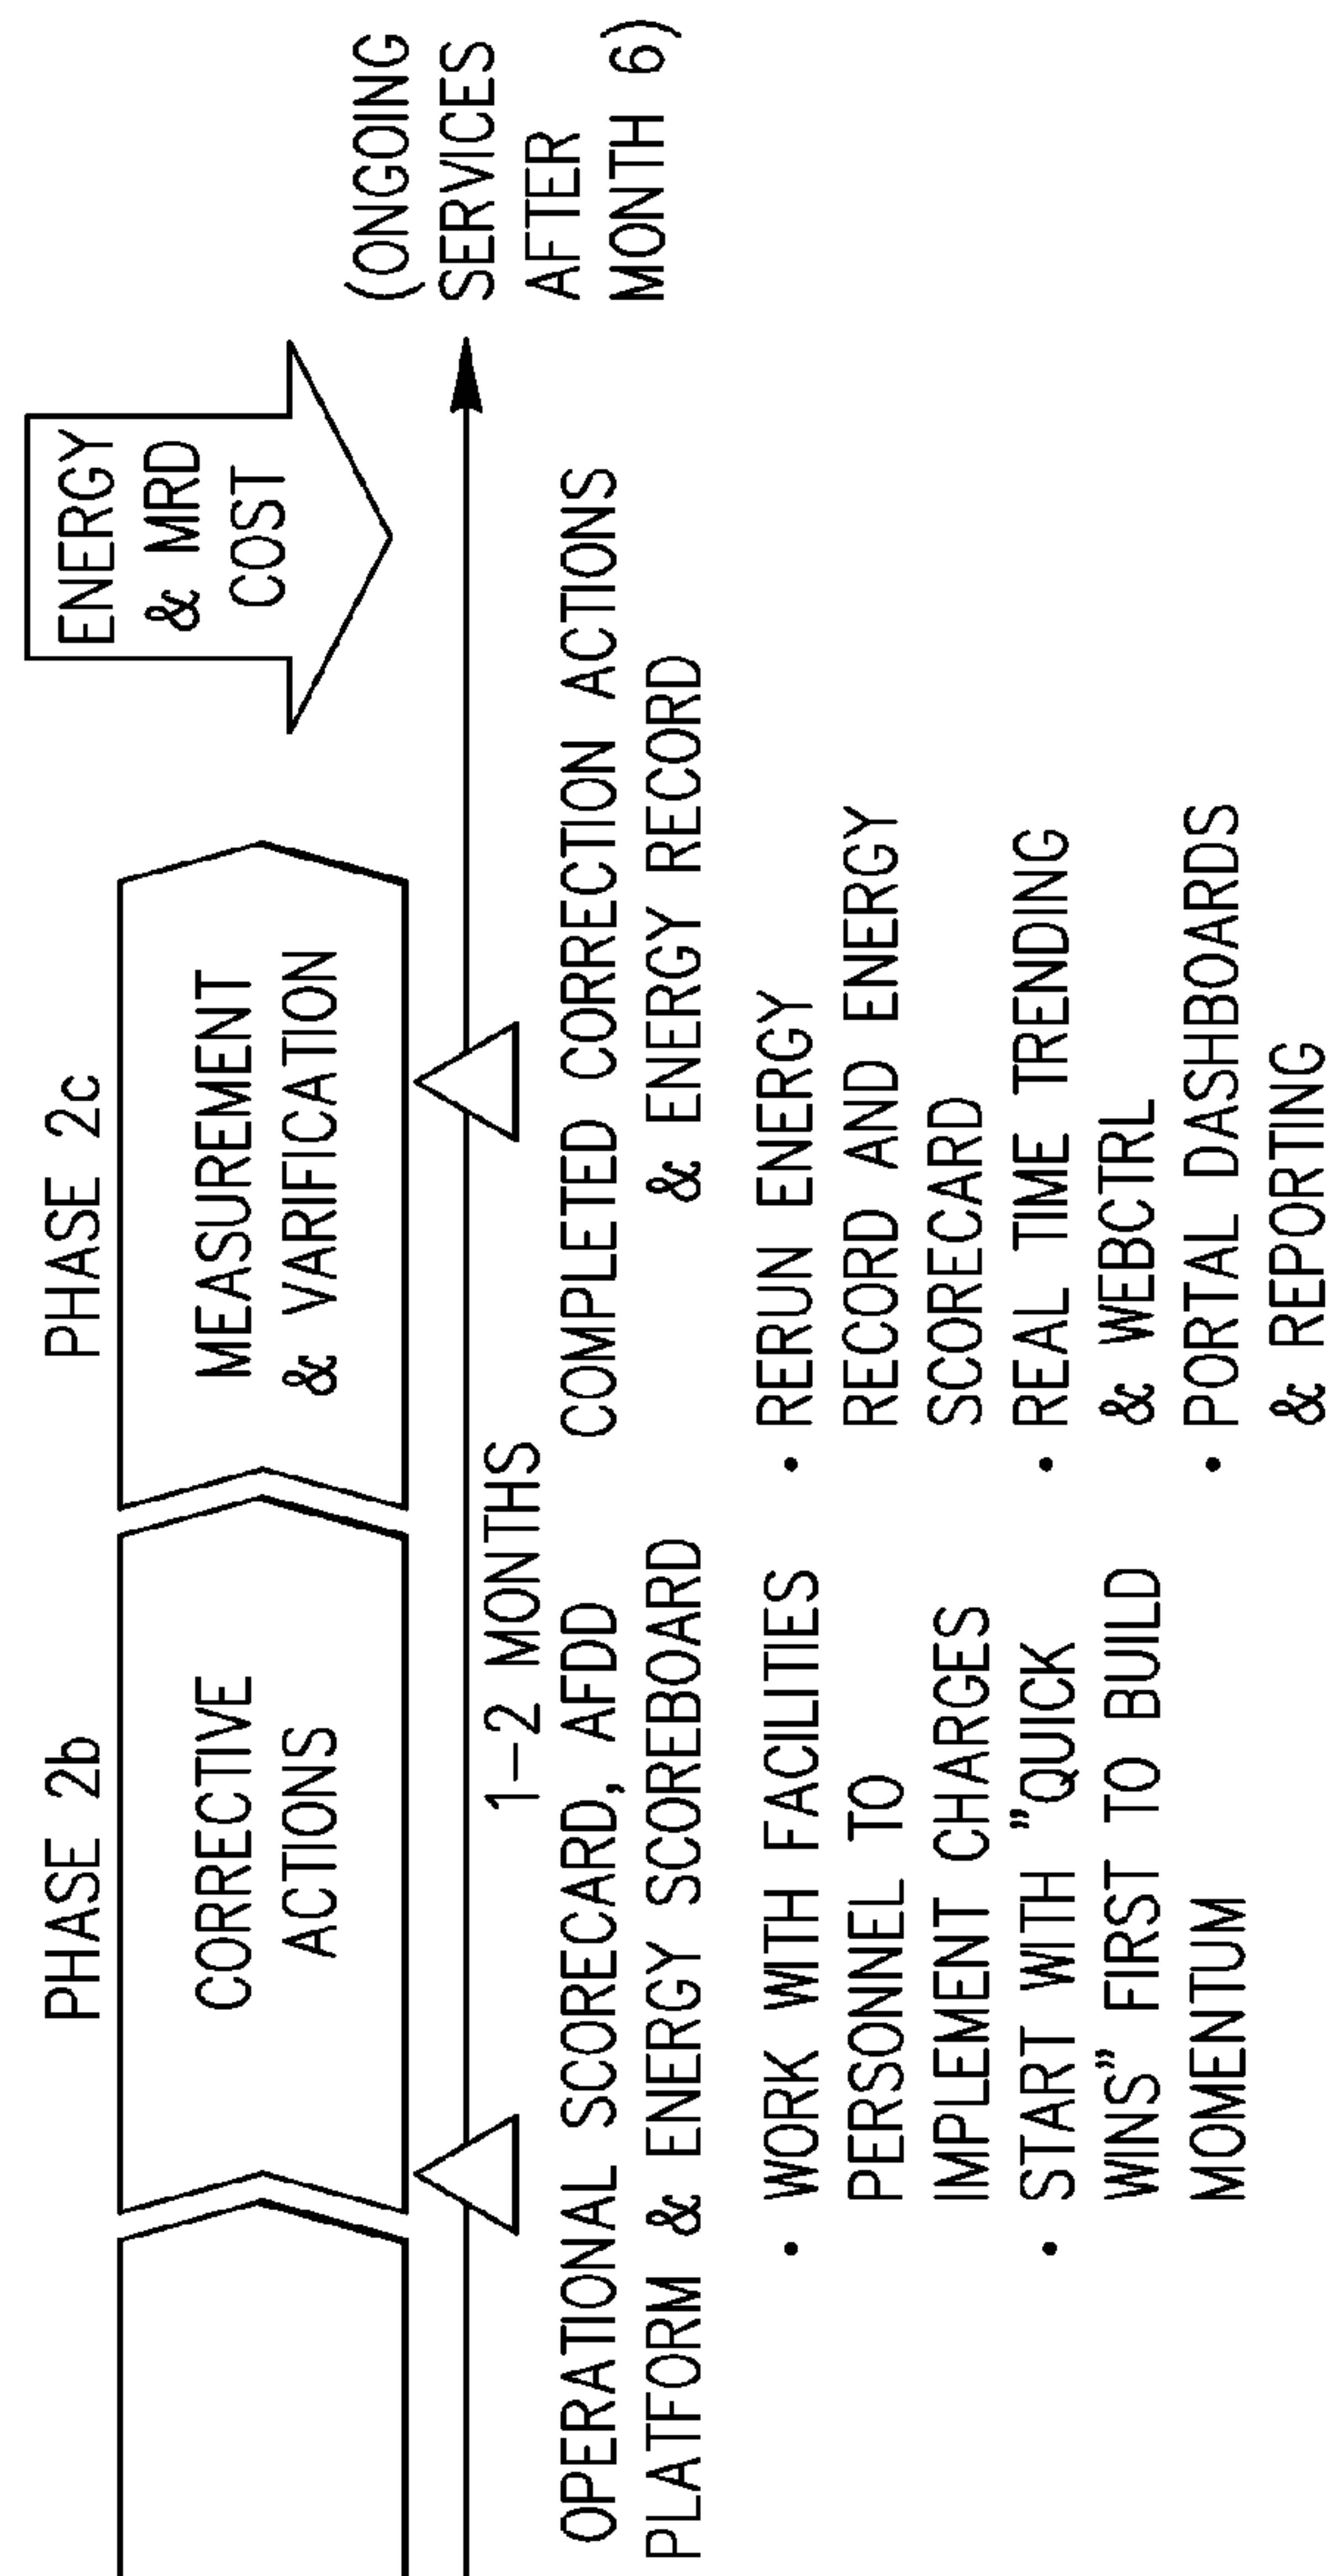 PHASE 2b
CORRECTIVE
ACTIONS
PHASE 2c
MEASUREMENT
& VARIFICATION
ENERGY
& MRD
COST
(ONGOING
SERVICES
AFTER
MONTH 6)
1-2 MONTHS
OPERATIONAL SCORECARD, AFDD
PLATFORM & ENERGY SCOREBOARD
COMPLETED CORRECTION ACTIONS
& ENERGY RECORD
• WORK WITH FACILITIES
PERSONNEL TO
IMPLEMENT CHARGES
• START WITH "QUICK
WINS" FIRST TO BUILD
MOMENTUM
• RERUN ENERGY
RECORD AND ENERGY
SCORECARD
• REAL TIME TRENDING
& WEBCTRL
• PORTAL DASHBOARDS
& REPORTING